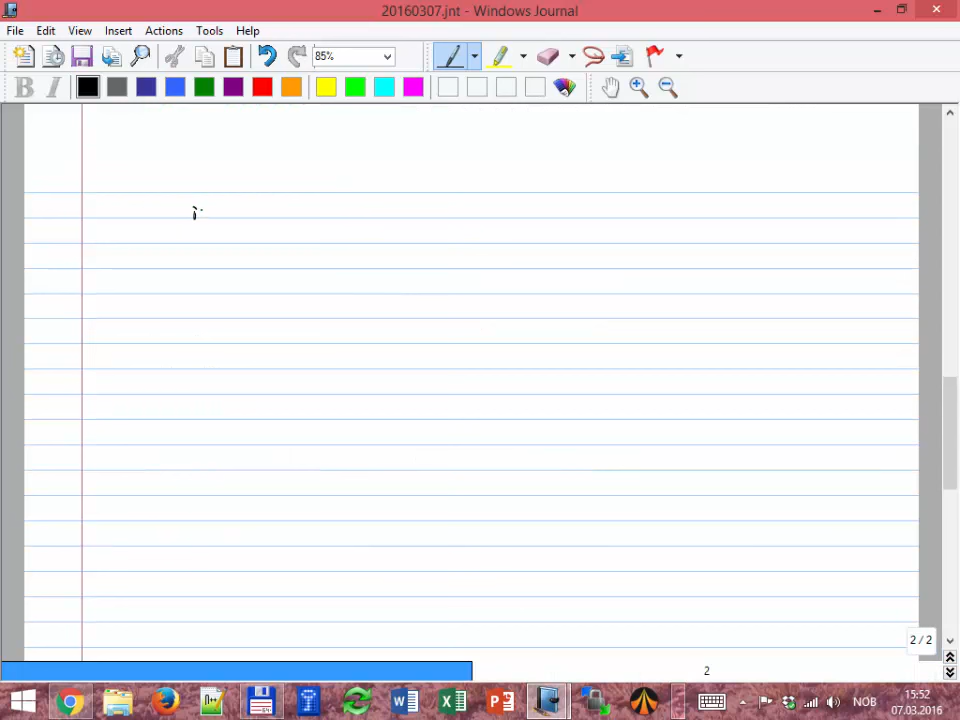 20160307.jnt - Windows Journal
File Edit View Insert Actions Tools Help
85%
B I
2 / 2
2
NOB
15:52
07.03.2016